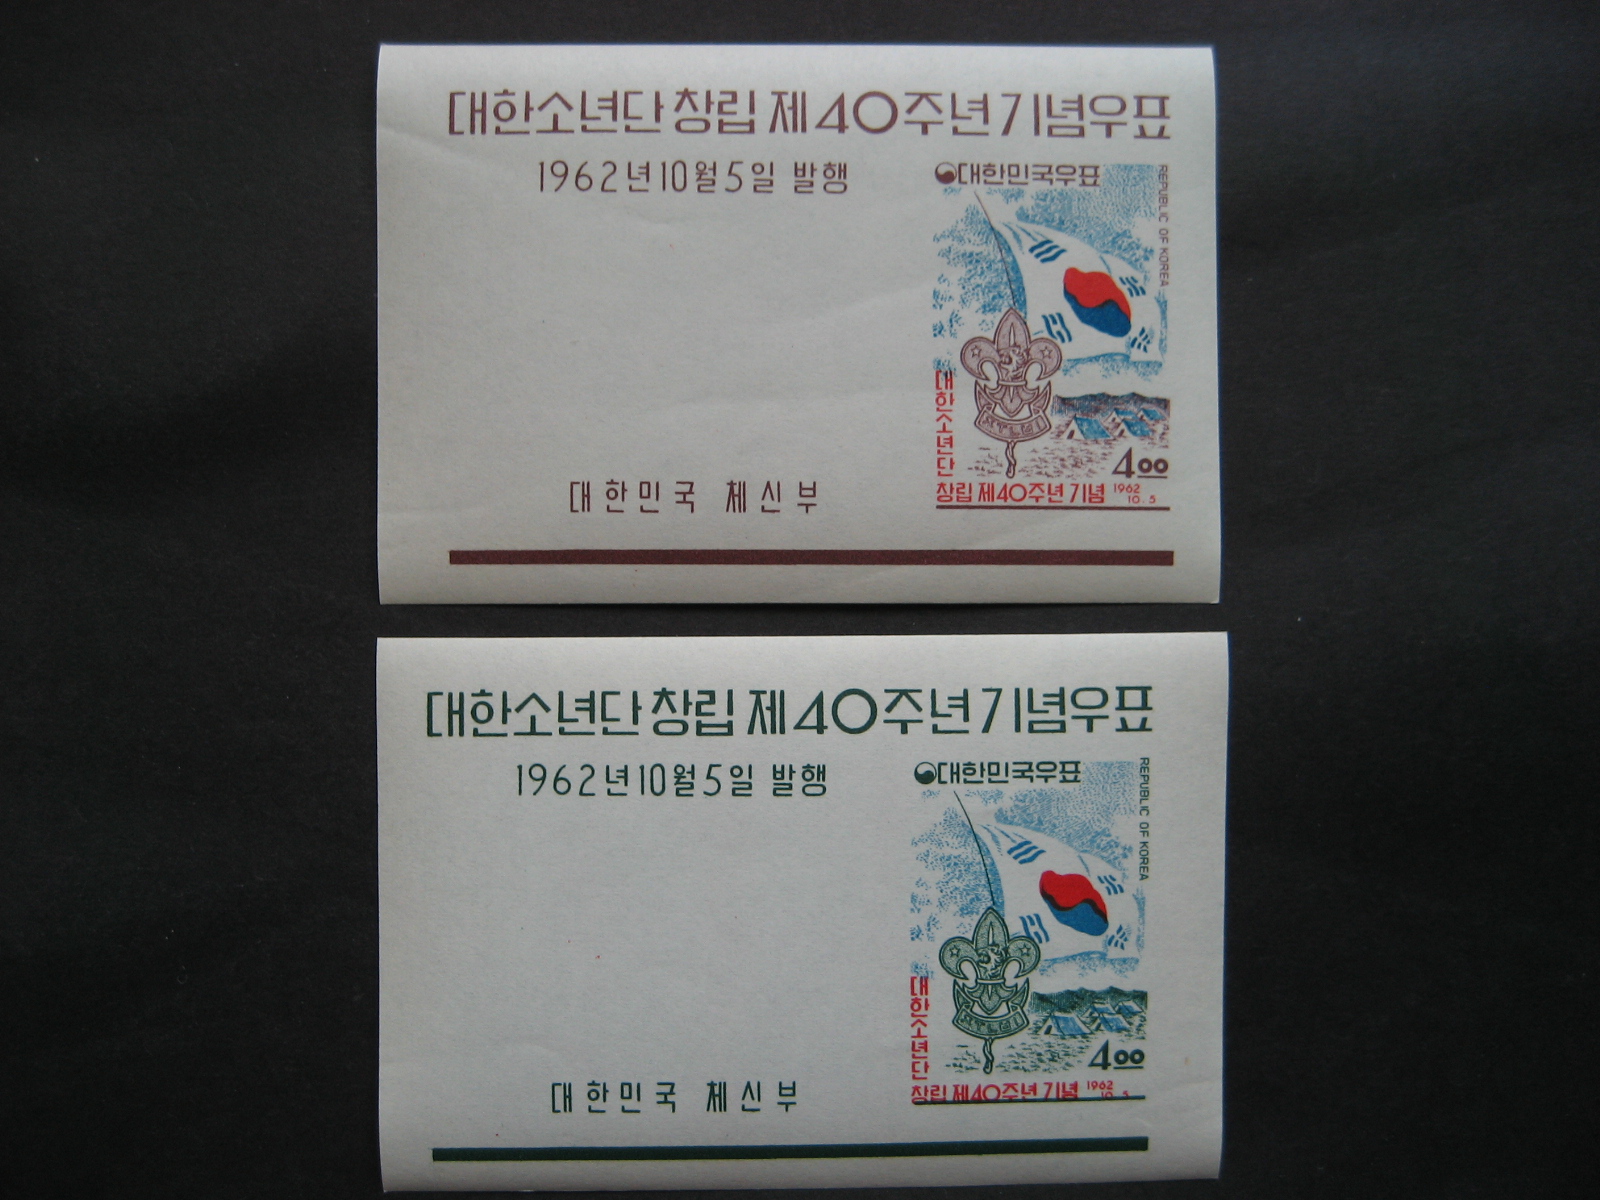 대한소년단 창립 제40주년 기념우표
1962년10월5일 발행
대한민국우표
REPUBLIC OF KOREA
대한소년단
4.00
창립 제40주년 기념 1962
10.5
대한민국 체신부
대한소년단 창립 제40주년 기념우표
1962년10월5일 발행
대한민국우표
REPUBLIC OF KOREA
대한소년단
4.00
창립 제40주년 기념 1962
10.5
대한민국 체신부